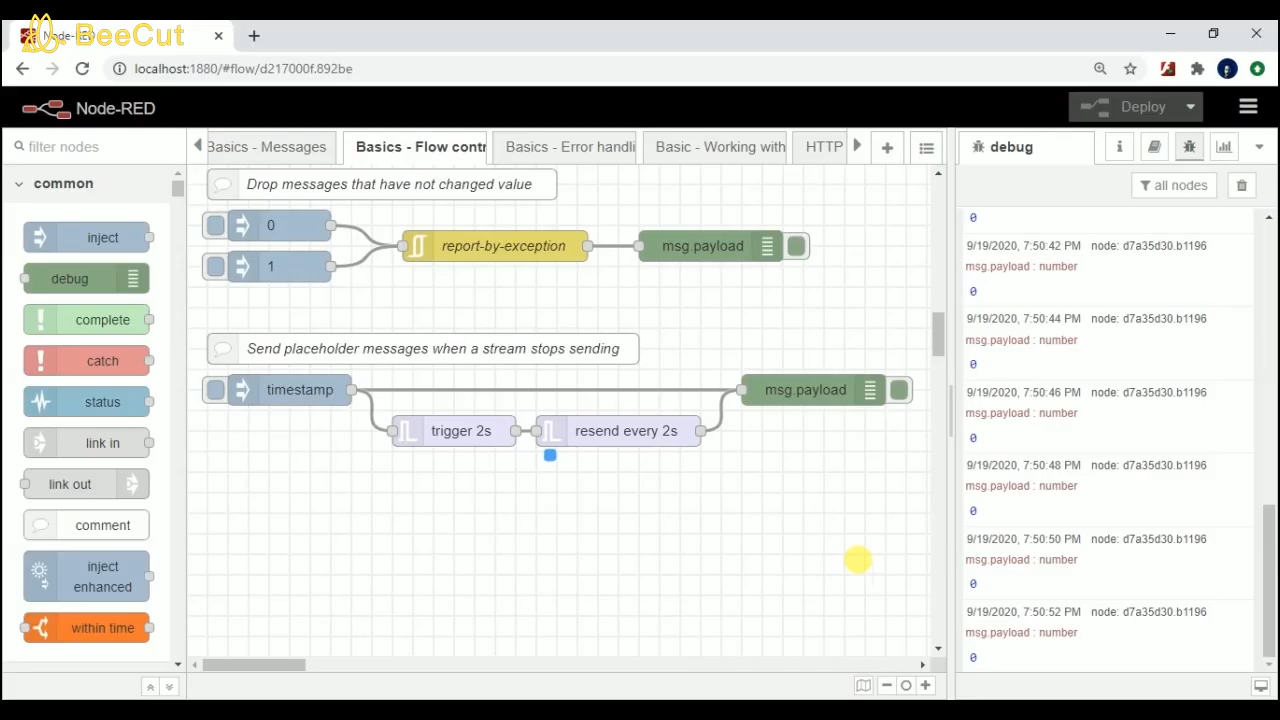 BeeCut
Node-RED
localhost:1880/#flow/d217000f.892be
Node-RED
Deploy
filter nodes
Basics - Messages
Basics - Flow contr
Basics - Error handli
Basic - Working with
HTTP
debug
common
all nodes
Drop messages that have not changed value
inject
debug
complete
catch
status
link in
link out
comment
inject
enhanced
within time
0
1
report-by-exception
msg.payload
Send placeholder messages when a stream stops sending
timestamp
msg.payload
trigger 2s
resend every 2s
0
9/19/2020, 7:50:42 PM node: d7a35d30.b1196
msg.payload : number
0
9/19/2020, 7:50:44 PM node: d7a35d30.b1196
msg.payload : number
0
9/19/2020, 7:50:46 PM node: d7a35d30.b1196
msg.payload : number
0
9/19/2020, 7:50:48 PM node: d7a35d30.b1196
msg.payload : number
0
9/19/2020, 7:50:50 PM node: d7a35d30.b1196
msg.payload : number
0
9/19/2020, 7:50:52 PM node: d7a35d30.b1196
msg.payload : number
0